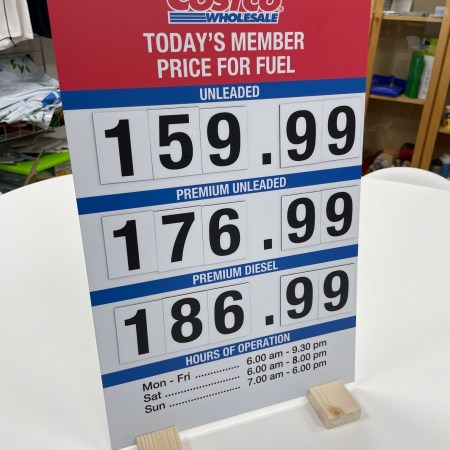 Costco
WHOLESALE
TODAY'S MEMBER
PRICE FOR FUEL
UNLEADED
159.99
PREMIUM UNLEADED
176.99
PREMIUM DIESEL
186.99
HOURS OF OPERATION
Mon - Fri .............. 6.00 am - 9.30 pm
Sat ...................... 6.00 am - 8.00 pm
Sun ..................... 7.00 am - 6.00 pm